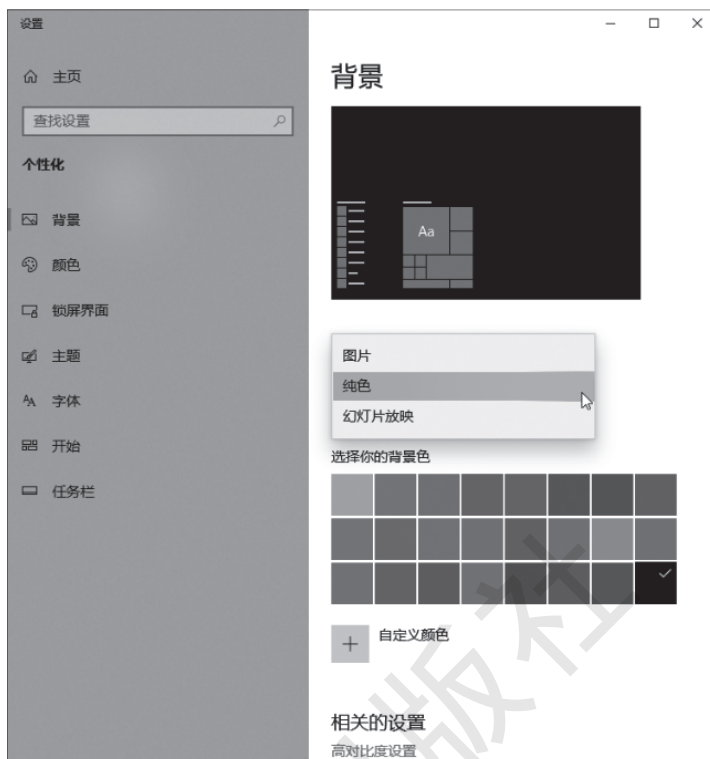 设置
主页
查找设置
个性化
背景
颜色
锁屏界面
主题
字体
开始
任务栏
背景
Aa
图片
纯色
幻灯片放映
选择你的背景色
自定义颜色
相关的设置
高对比度设置
版社